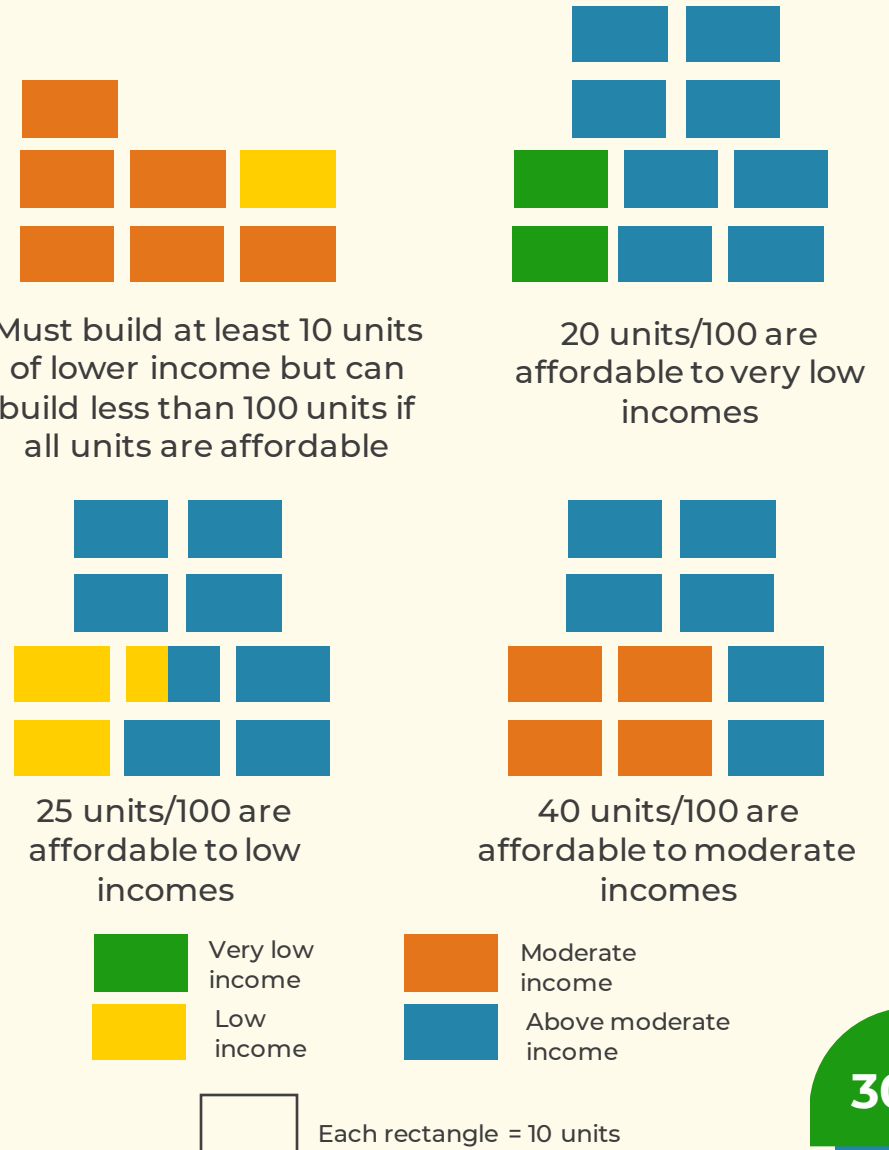 Must build at least 10 units
of lower income but can
build less than 100 units if
all units are affordable
20 units/100 are
affordable to very low
incomes
25 units/100 are
affordable to low
incomes
40 units/100 are
affordable to moderate
incomes
Very low
income
Moderate
income
Low
income
Above moderate
income
Each rectangle = 10 units